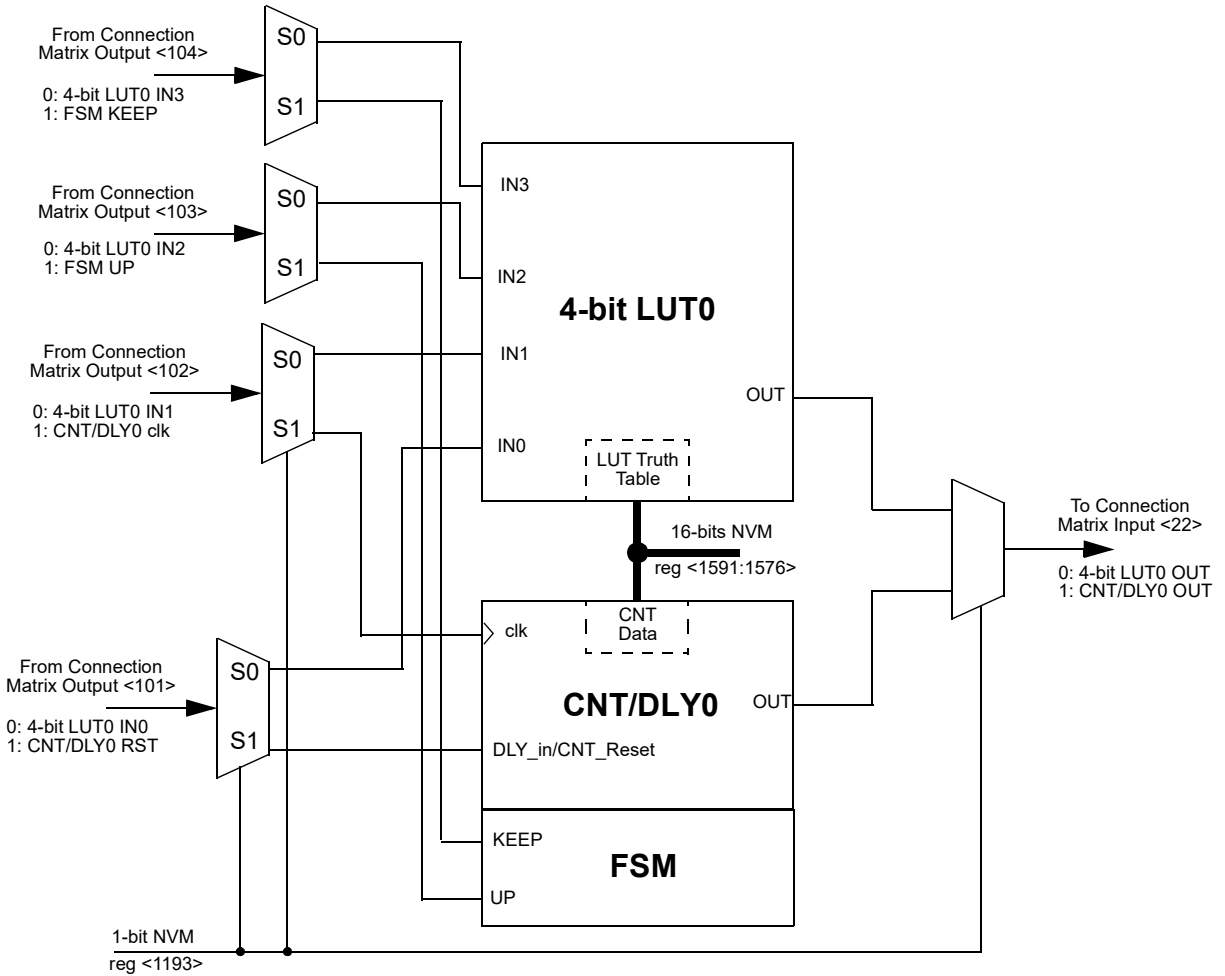 From Connection
Matrix Output <104>
0: 4-bit LUT0 IN3
1: FSM KEEP
S0
S1
From Connection
Matrix Output <103>
0: 4-bit LUT0 IN2
1: FSM UP
S0
S1
From Connection
Matrix Output <102>
0: 4-bit LUT0 IN1
1: CNT/DLY0 clk
S0
S1
From Connection
Matrix Output <101>
0: 4-bit LUT0 IN0
1: CNT/DLY0 RST
S0
S1
IN3
IN2
IN1
IN0
4-bit LUT0
OUT
LUT Truth
Table
16-bits NVM
reg <1591:1576>
clk
CNT
Data
CNT/DLY0
OUT
DLY_in/CNT_Reset
KEEP
FSM
UP
To Connection
Matrix Input <22>
0: 4-bit LUT0 OUT
1: CNT/DLY0 OUT
1-bit NVM
reg <1193>